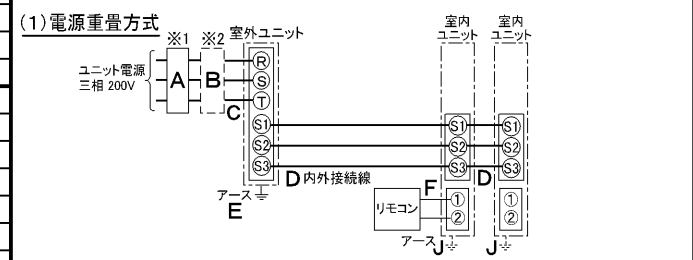 (1)電源重畳方式
※1 ※2 室外ユニット 室内ユニット 室内ユニット
ユニット電源
三相 200V
A B C
R
S
T
S1 S1 S1
S2 S2 S2
S3 S3 S3
D 内外接続線 D
アース
E
リモコン F ① ①
② ②
アース J J